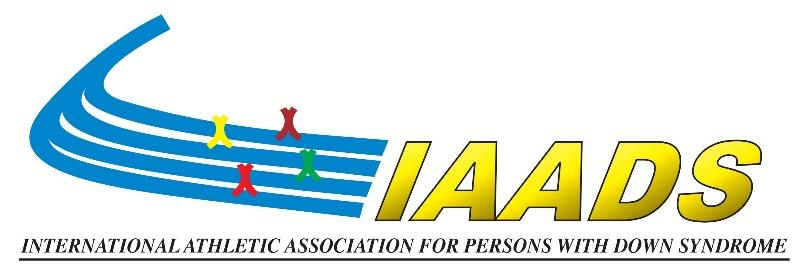 IAADS
INTERNATIONAL ATHLETIC ASSOCIATION FOR PERSONS WITH DOWN SYNDROME